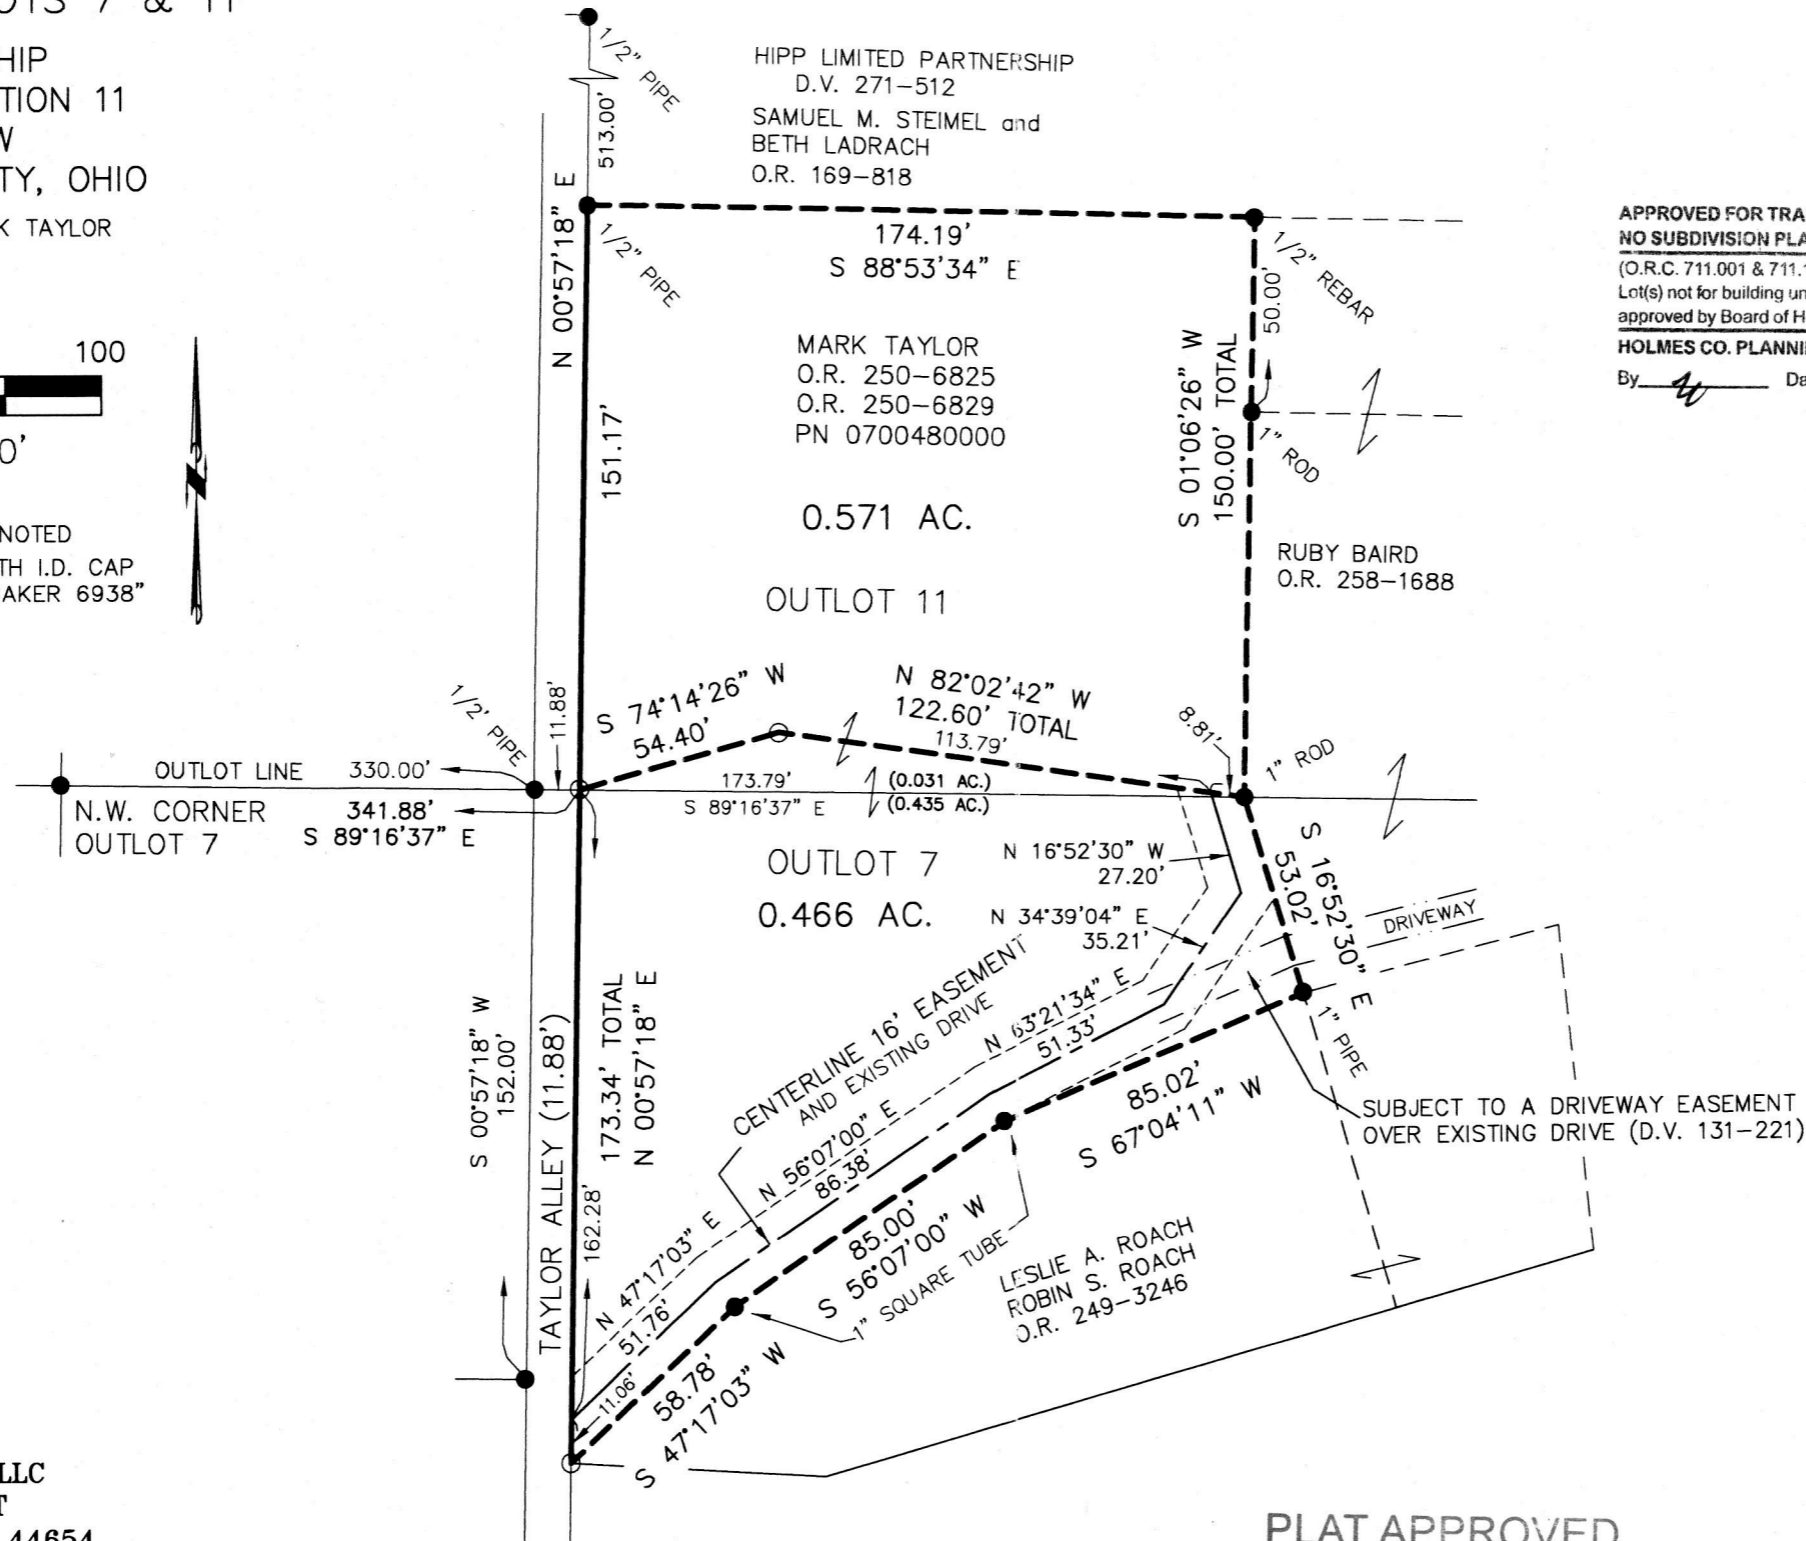 OTS 7 & 11
HIP
TION 11
W
TY, OHIO
K TAYLOR
100
0'
NOTED
TH I.D. CAP
AKER 6938"
1/2" PIPE
513.00'
HIPP LIMITED PARTNERSHIP
D.V. 271-512
SAMUEL M. STEIMEL and
BETH LADRACH
O.R. 169-818
N 00°57'18" E
1/2" PIPE
174.19'
S 88°53'34" E
1/2" REBAR
50.00'
APPROVED FOR TRA
NO SUBDIVISION PLA
(O.R.C. 711.001 & 711.1
Lot(s) not for building un
approved by Board of H
HOLMES CO. PLANNI
By Da
MARK TAYLOR
O.R. 250-6825
O.R. 250-6829
PN 0700480000
151.17'
S 01°06'26" W
150.00' TOTAL
1" ROD
0.571 AC.
RUBY BAIRD
O.R. 258-1688
OUTLOT 11
1/2' PIPE
11.88'
S 74°14'26" W
54.40'
N 82°02'42" W
122.60' TOTAL
113.79'
8.81'
1" ROD
OUTLOT LINE 330.00'
173.79' (0.031 AC.)
S 89°16'37" E (0.435 AC.)
N.W. CORNER
OUTLOT 7
341.88'
S 89°16'37" E
OUTLOT 7
0.466 AC.
N 16°52'30" W
27.20'
S 16°52'30" E
53.02'
N 34°39'04" E
35.21'
DRIVEWAY
CENTERLINE 16' EASEMENT
AND EXISTING DRIVE
N 63°21'34" E
51.33'
1" PIPE
S 00°57'18" W
152.00'
TAYLOR ALLEY (11.88')
173.34' TOTAL
N 00°57'18" E
162.28'
85.02'
S 67°04'11" W
SUBJECT TO A DRIVEWAY EASEMENT
OVER EXISTING DRIVE (D.V. 131-221)
N 56°07'00" E
86.38'
85.00'
S 56°07'00" W
1" SQUARE TUBE
LESLIE A. ROACH
ROBIN S. ROACH
O.R. 249-3246
N 47°17'03" E
51.76'
11.06'
58.78'
S 47°17'03" W
LLC
T
44654
PLAT APPROVED